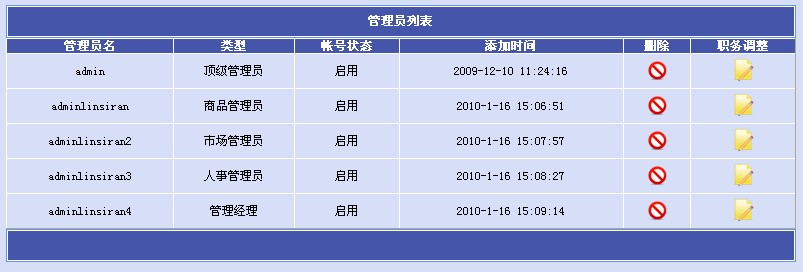 管理员列表
管理员名 类型 帐号状态 添加时间 删除 职务调整
admin 顶级管理员 启用 2009-12-10 11:24:16
adminlinsiran 商品管理员 启用 2010-1-16 15:06:51
adminlinsiran2 市场管理员 启用 2010-1-16 15:07:57
adminlinsiran3 人事管理员 启用 2010-1-16 15:08:27
adminlinsiran4 管理经理 启用 2010-1-16 15:09:14